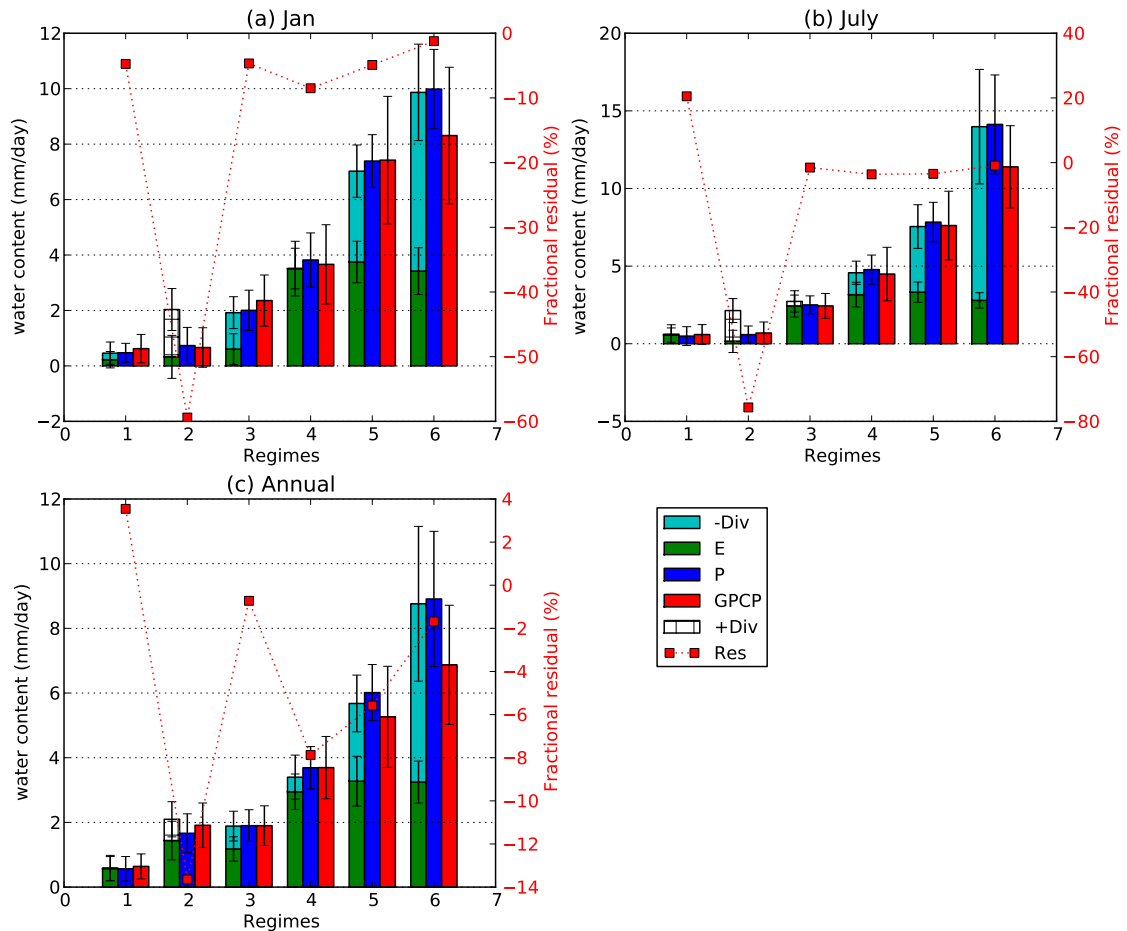 (a) Jan
12
10
8
6
4
2
0
−2
water content (mm/day)
0
−10
−20
−30
−40
−50
−60
Fractional residual (%)
0 1 2 3 4 5 6 7
Regimes
(b) July
20
15
10
5
0
−5
water content (mm/day)
40
20
0
−20
−40
−60
−80
Fractional residual (%)
0 1 2 3 4 5 6 7
Regimes
(c) Annual
12
10
8
6
4
2
0
water content (mm/day)
4
2
0
−2
−4
−6
−8
−10
−12
−14
Fractional residual (%)
0 1 2 3 4 5 6 7
Regimes
-Div
E
P
GPCP
+Div
Res